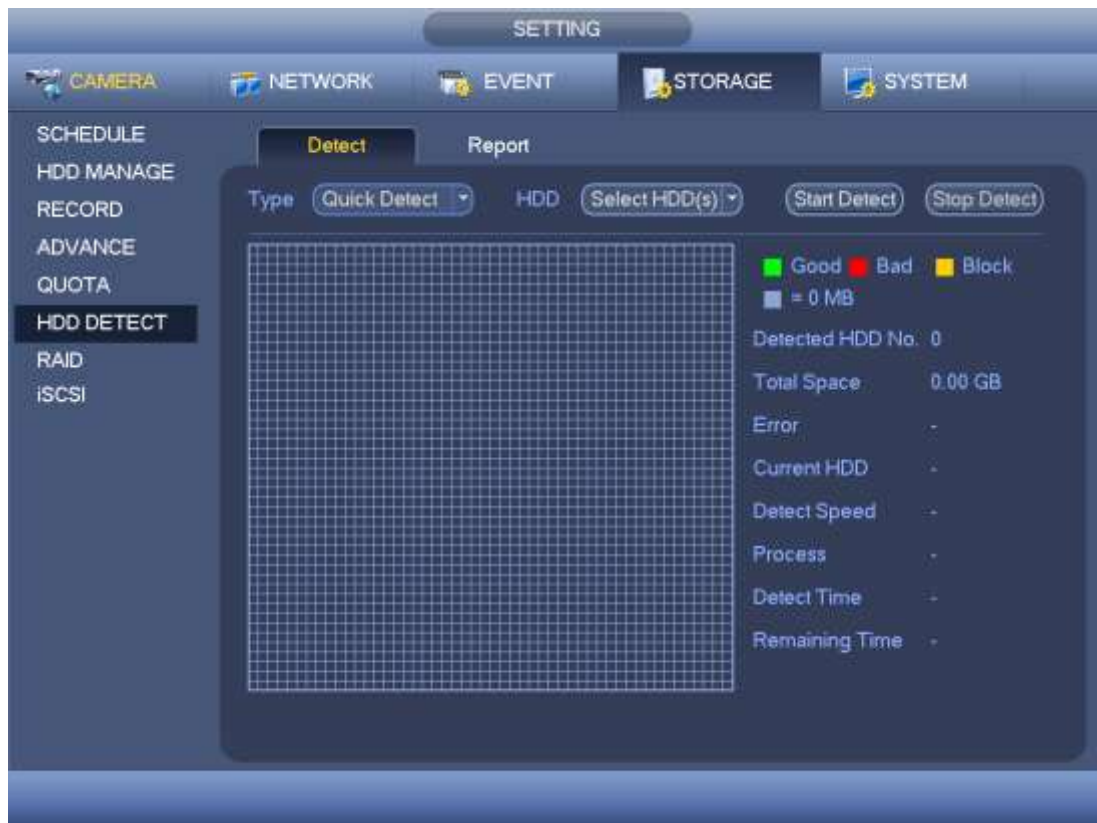 SETTING
CAMERA NETWORK EVENT STORAGE SYSTEM
SCHEDULE
HDD MANAGE
RECORD
ADVANCE
QUOTA
HDD DETECT
RAID
iSCSI
Detect Report
Type Quick Detect HDD Select HDD(s) Start Detect Stop Detect
Good Bad Block
= 0 MB
Detected HDD No. 0
Total Space 0.00 GB
Error -
Current HDD -
Detect Speed -
Process -
Detect Time -
Remaining Time -